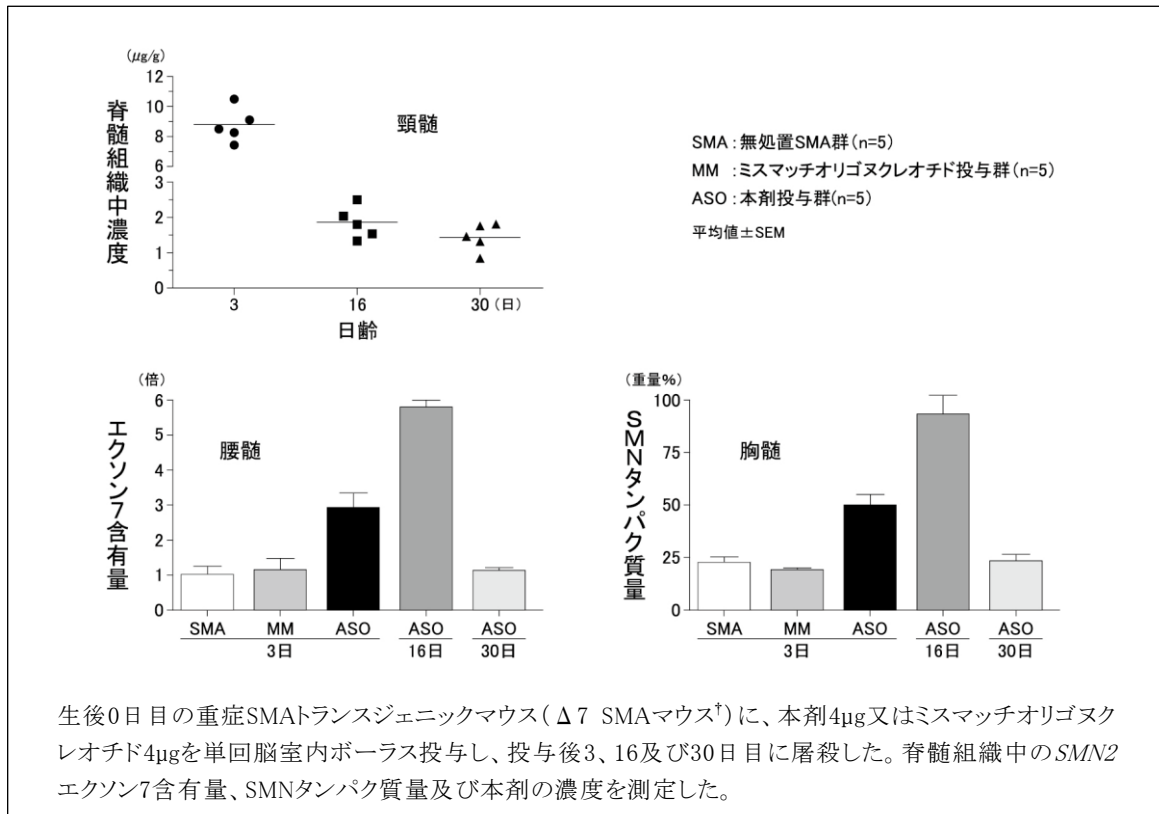 (μg/g)
脊髄組織中濃度
12
10
8
6
3
2
1
0
頸髄
3
16
30(日)
日齢
SMA:無処置SMA群(n=5)
MM :ミスマッチオリゴヌクレオチド投与群(n=5)
ASO:本剤投与群(n=5)
平均値±SEM
(倍)
エクソン7含有量
6
5
4
3
2
1
0
腰髄
SMA MM ASO ASO ASO
3日 16日 30日
(重量%)
SMNタンパク質量
100
75
50
25
0
胸髄
SMA MM ASO ASO ASO
3日 16日 30日
生後0日目の重症SMAトランスジェニックマウス(Δ7 SMAマウス†)に、本剤4μg又はミスマッチオリゴヌク
レオチド4μgを単回脳室内ボーラス投与し、投与後3、16及び30日目に屠殺した。脊髄組織中のSMN2
エクソン7含有量、SMNタンパク質量及び本剤の濃度を測定した。